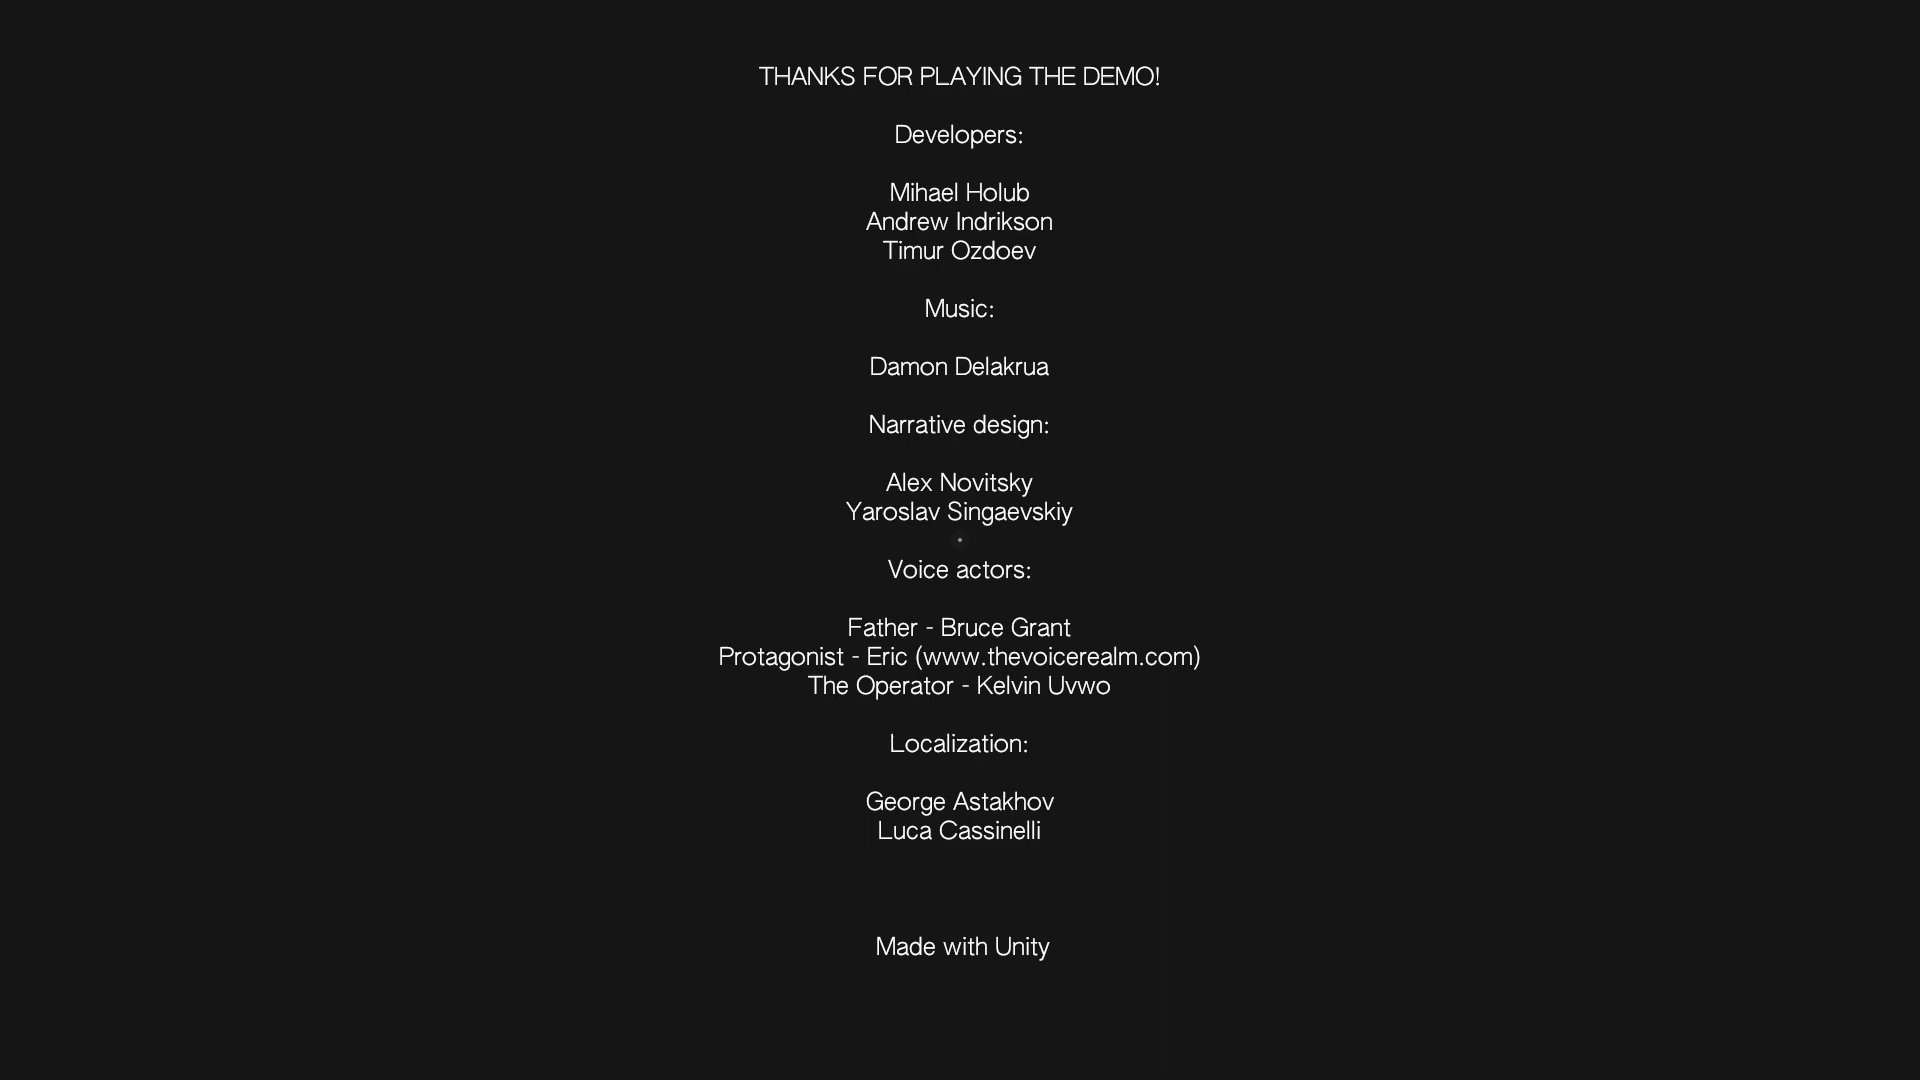 THANKS FOR PLAYING THE DEMO!
Developers:
Mihael Holub
Andrew Indrikson
Timur Ozdoev
Music:
Damon Delakrua
Narrative design:
Alex Novitsky
Yaroslav Singaevskiy
Voice actors:
Father - Bruce Grant
Protagonist - Eric (www.thevoicerealm.com)
The Operator - Kelvin Uvwo
Localization:
George Astakhov
Luca Cassinelli
Made with Unity